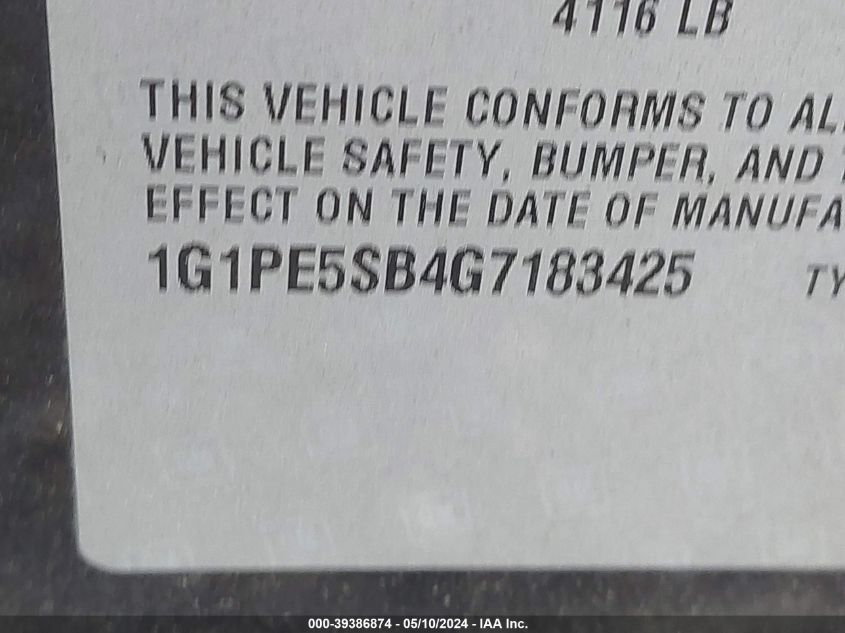 4116 LB
THIS VEHICLE CONFORMS TO AL
VEHICLE SAFETY, BUMPER, AND
EFFECT ON THE DATE OF MANUFA
1G1PE5SB4G7183425 TY
000-39386874 - 05/10/2024 - IAA Inc.